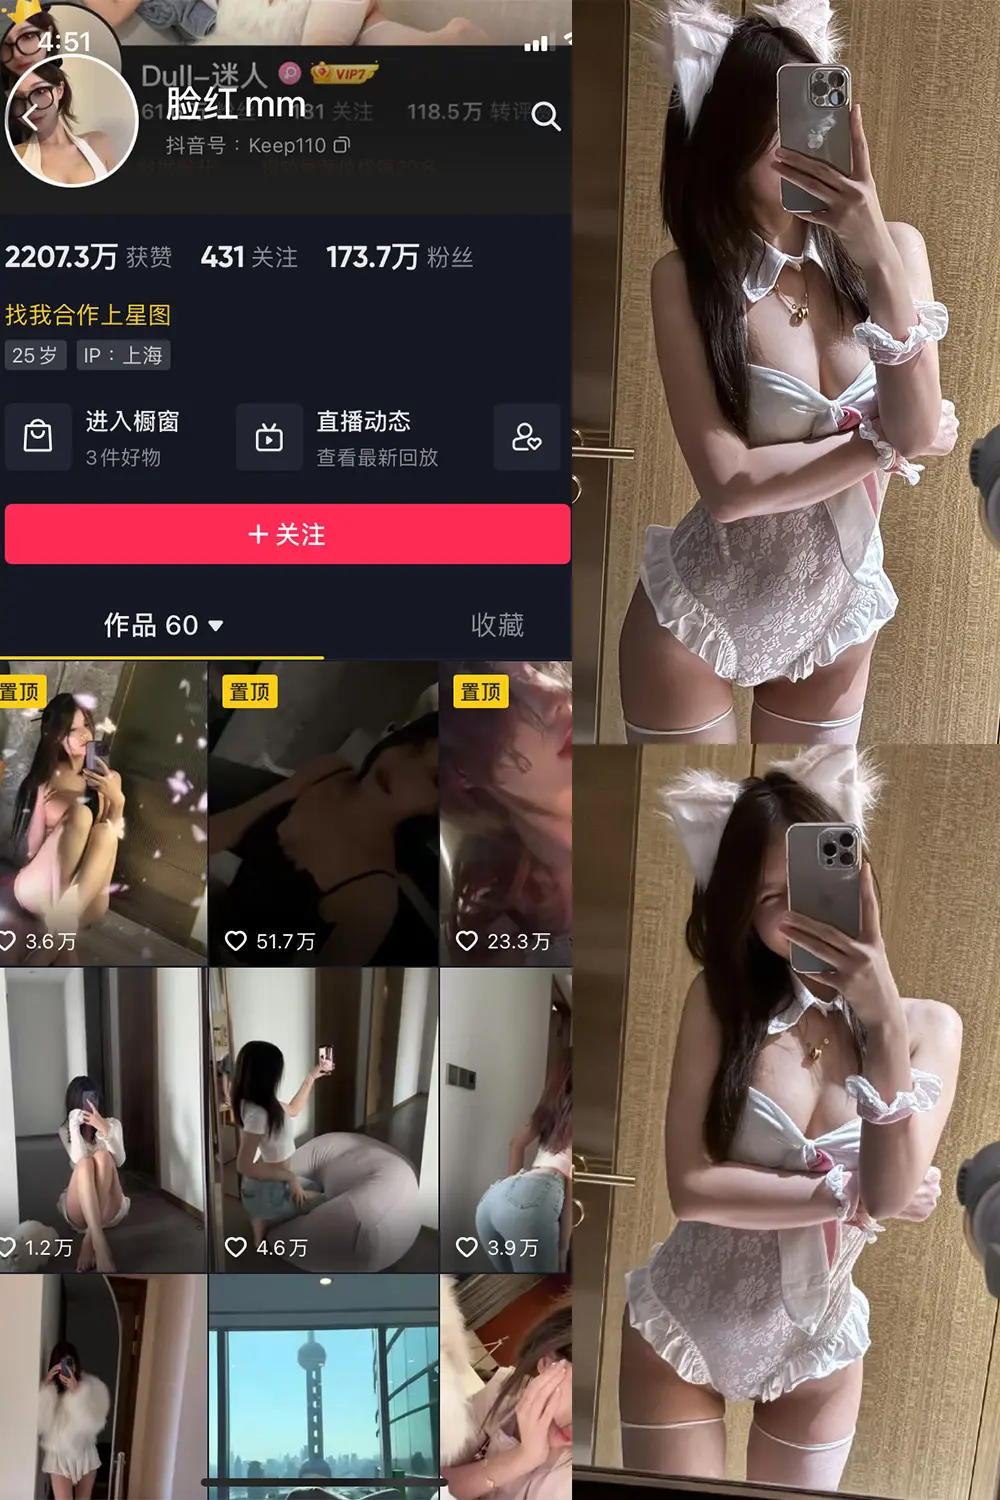 4:51
Dull-迷人 VIP7
脸红mm
关注 118.5万 转评
抖音号：Keep110
2207.3万 获赞 431 关注 173.7万 粉丝
找我合作上星图
25岁 IP：上海
进入橱窗
3件好物
直播动态
查看最新回放
+ 关注
作品 60 收藏
置顶 置顶 置顶
3.6万 51.7万 23.3万
1.2万 4.6万 3.9万